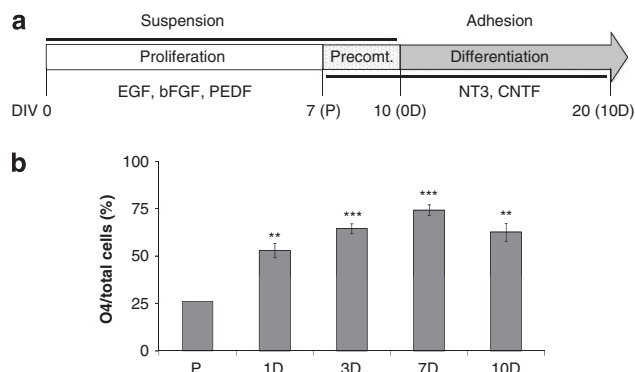 a
Suspension Adhesion
Proliferation Precomt. Differentiation
EGF, bFGF, PEDF NT3, CNTF
DIV 0 7 (P) 10 (0D) 20 (10D)
b
O4/total cells (%)
100
75
50
25
0
** *** *** **
P 1D 3D 7D 10D